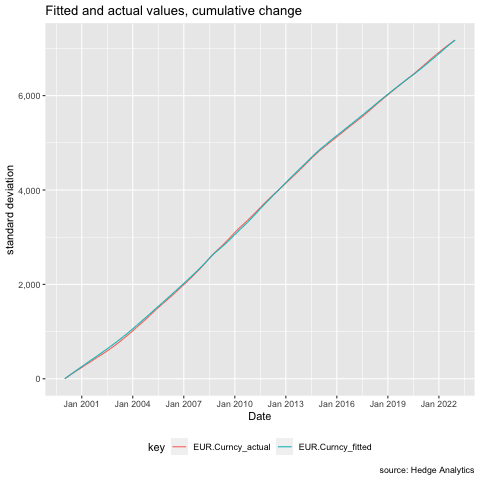 Fitted and actual values, cumulative change
standard deviation
6,000
4,000
2,000
0
Jan 2001 Jan 2004 Jan 2007 Jan 2010 Jan 2013 Jan 2016 Jan 2019 Jan 2022
Date
key EUR.Curncy_actual EUR.Curncy_fitted
source: Hedge Analytics